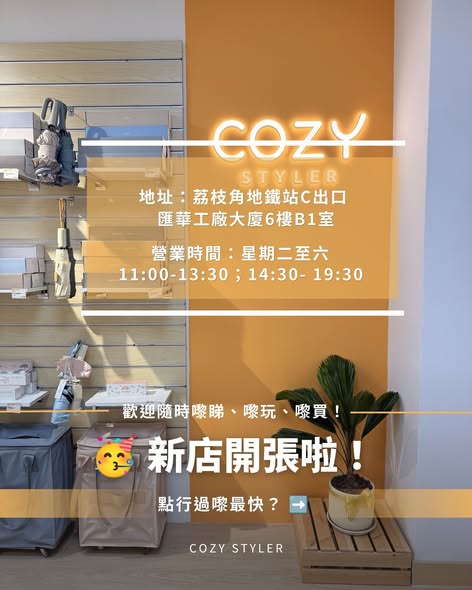 COZY
STYLER
地址：荔枝角地鐵站C出口
匯華工廠大廈6樓B1室
營業時間：星期二至六
11:00-13:30；14:30- 19:30
歡迎隨時嚟睇、嚟玩、嚟買！
🥳 新店開張啦！
點行過嚟最快？ ➡️
COZY STYLER